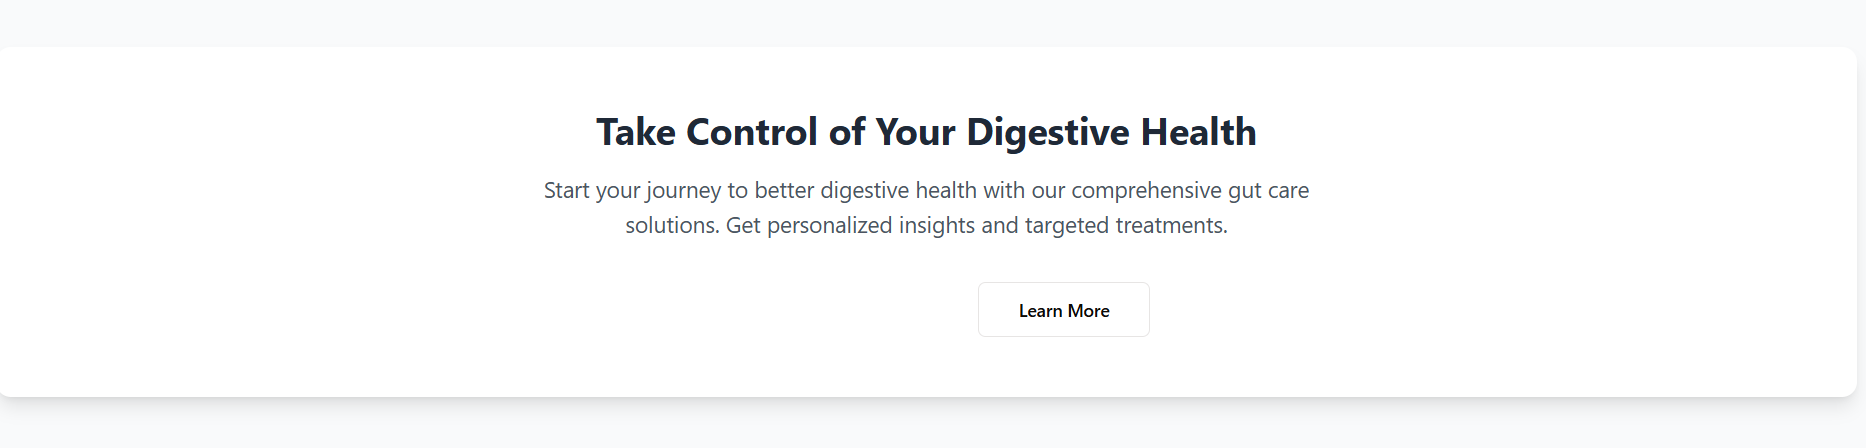 Take Control of Your Digestive Health
Start your journey to better digestive health with our comprehensive gut care
solutions. Get personalized insights and targeted treatments.
Learn More